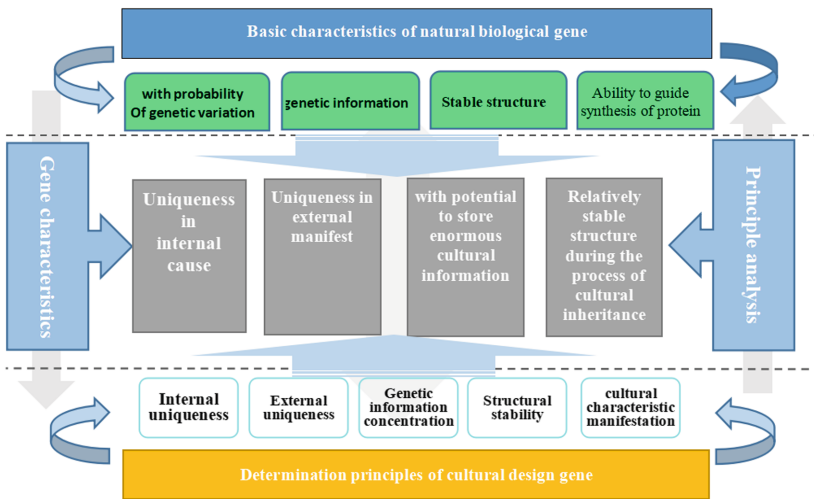 Basic characteristics of natural biological gene
with probability
Of genetic variation
genetic information
Stable structure
Ability to guide
synthesis of protein
Gene characteristics
Uniqueness
in
internal
cause
Uniqueness in
external
manifest
with potential
to store
enormous
cultural
information
Relatively
stable
structure
during the
process of
cultural
inheritance
Principle analysis
Internal
uniqueness
External
uniqueness
Genetic
information
concentration
Structural
stability
cultural
characteristic
manifestation
Determination principles of cultural design gene